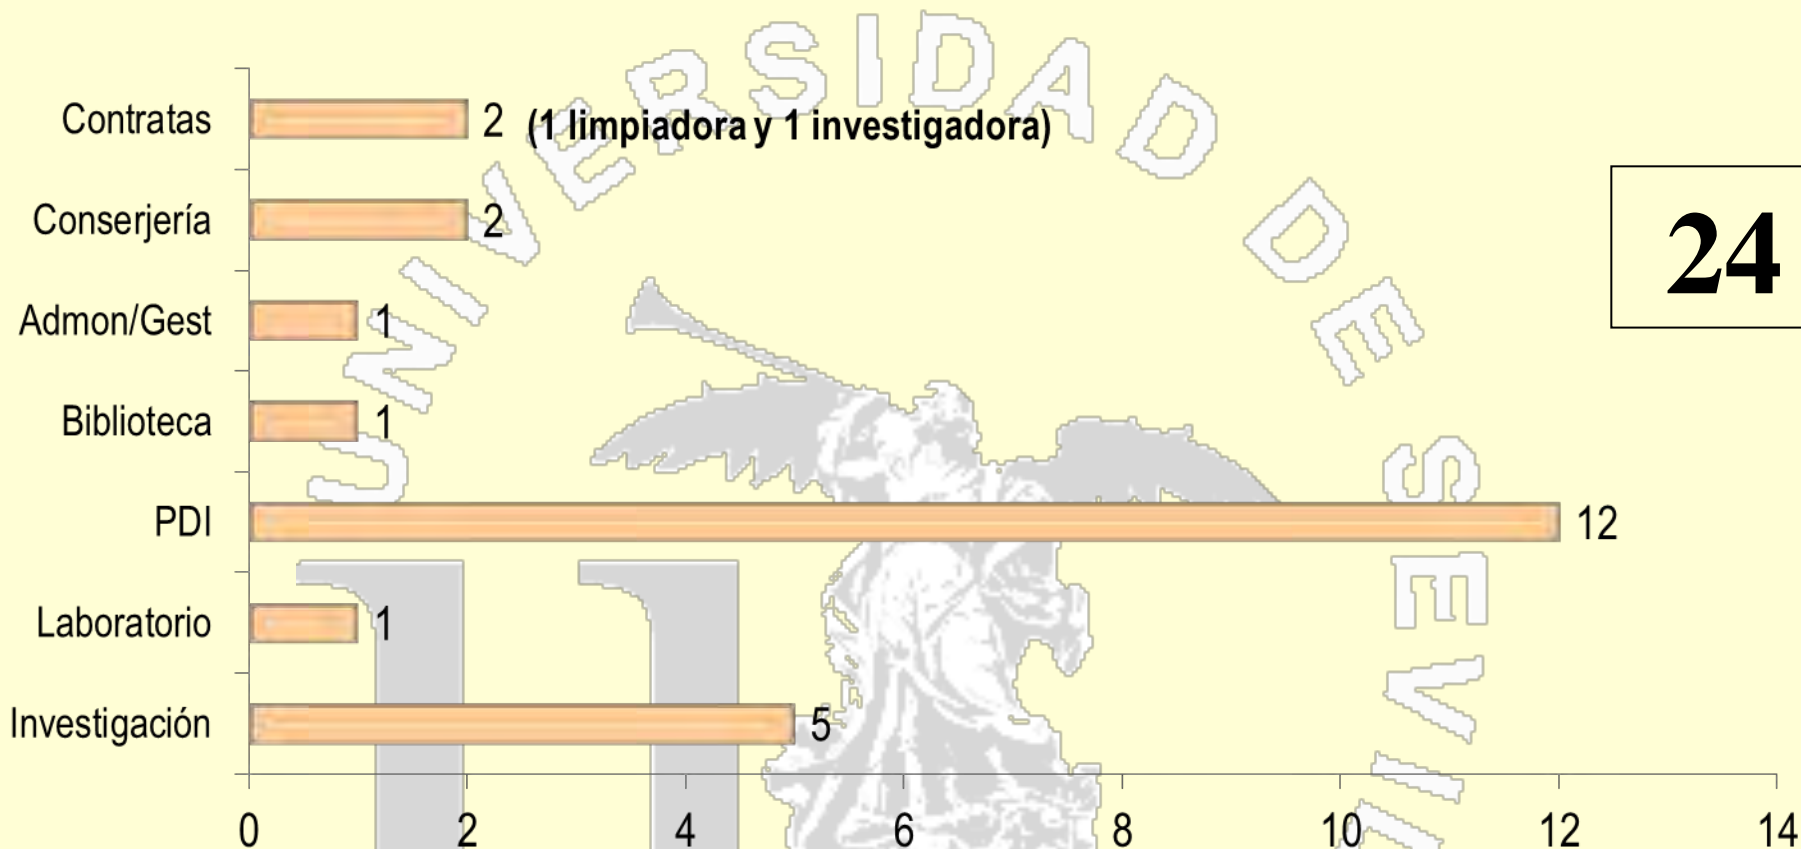 UNIVERSIDAD DE SEVI
Contratas 2 (1 limpiadora y 1 investigadora)
Conserjería 2
24
Admon/Gest 1
Biblioteca 1
PDI 12
Laboratorio 1
Investigación 5
0 2 4 6 8 10 12 14